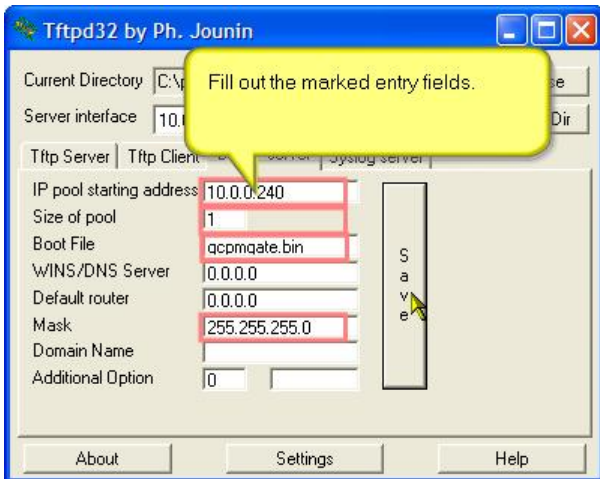 Tftpd32 by Ph. Jounin
Fill out the marked entry fields.
Current Directory C:\
Server interface 10.
Dir
Tftp Server Tftp Client server Syslog server
IP pool starting address 10.0.0.240
Size of pool 1
Boot File gcpmgate.bin
WINS/DNS Server 0.0.0.0
Default router 0.0.0.0
Mask 255.255.255.0
Domain Name
Additional Option 0
Save
About Settings Help